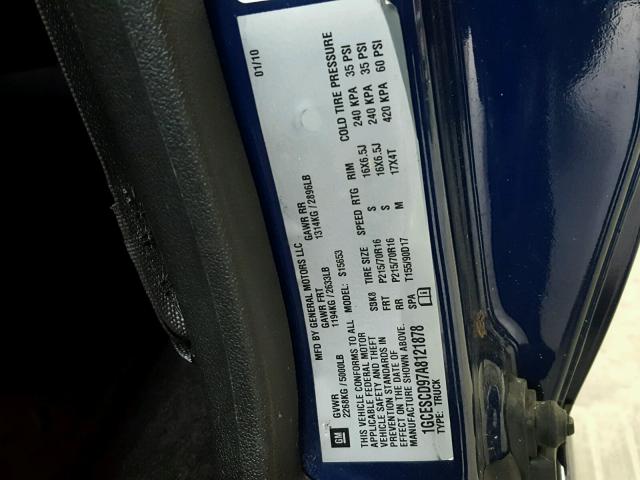 GM
MFD BY GENERAL MOTORS LLC
01/10
GVWR GAWR FRT GAWR RR
2268KG / 5000LB 1194KG / 2633LB 1314KG / 2896LB
THIS VEHICLE CONFORMS TO ALL
APPLICABLE FEDERAL MOTOR
VEHICLE SAFETY AND THEFT
PREVENTION STANDARDS IN
EFFECT ON THE DATE OF
MANUFACTURE SHOWN ABOVE.
1GCESCD97A8121878
TYPE: TRUCK
MODEL: S15653
SBK8 TIRE SIZE SPEED RTG RIM COLD TIRE PRESSURE
FRT P215/70R16 S 16X6.5J 240 KPA 35 PSI
RR P215/70R16 S 16X6.5J 240 KPA 35 PSI
SPA T155/90D17 M 17X4T 420 KPA 60 PSI